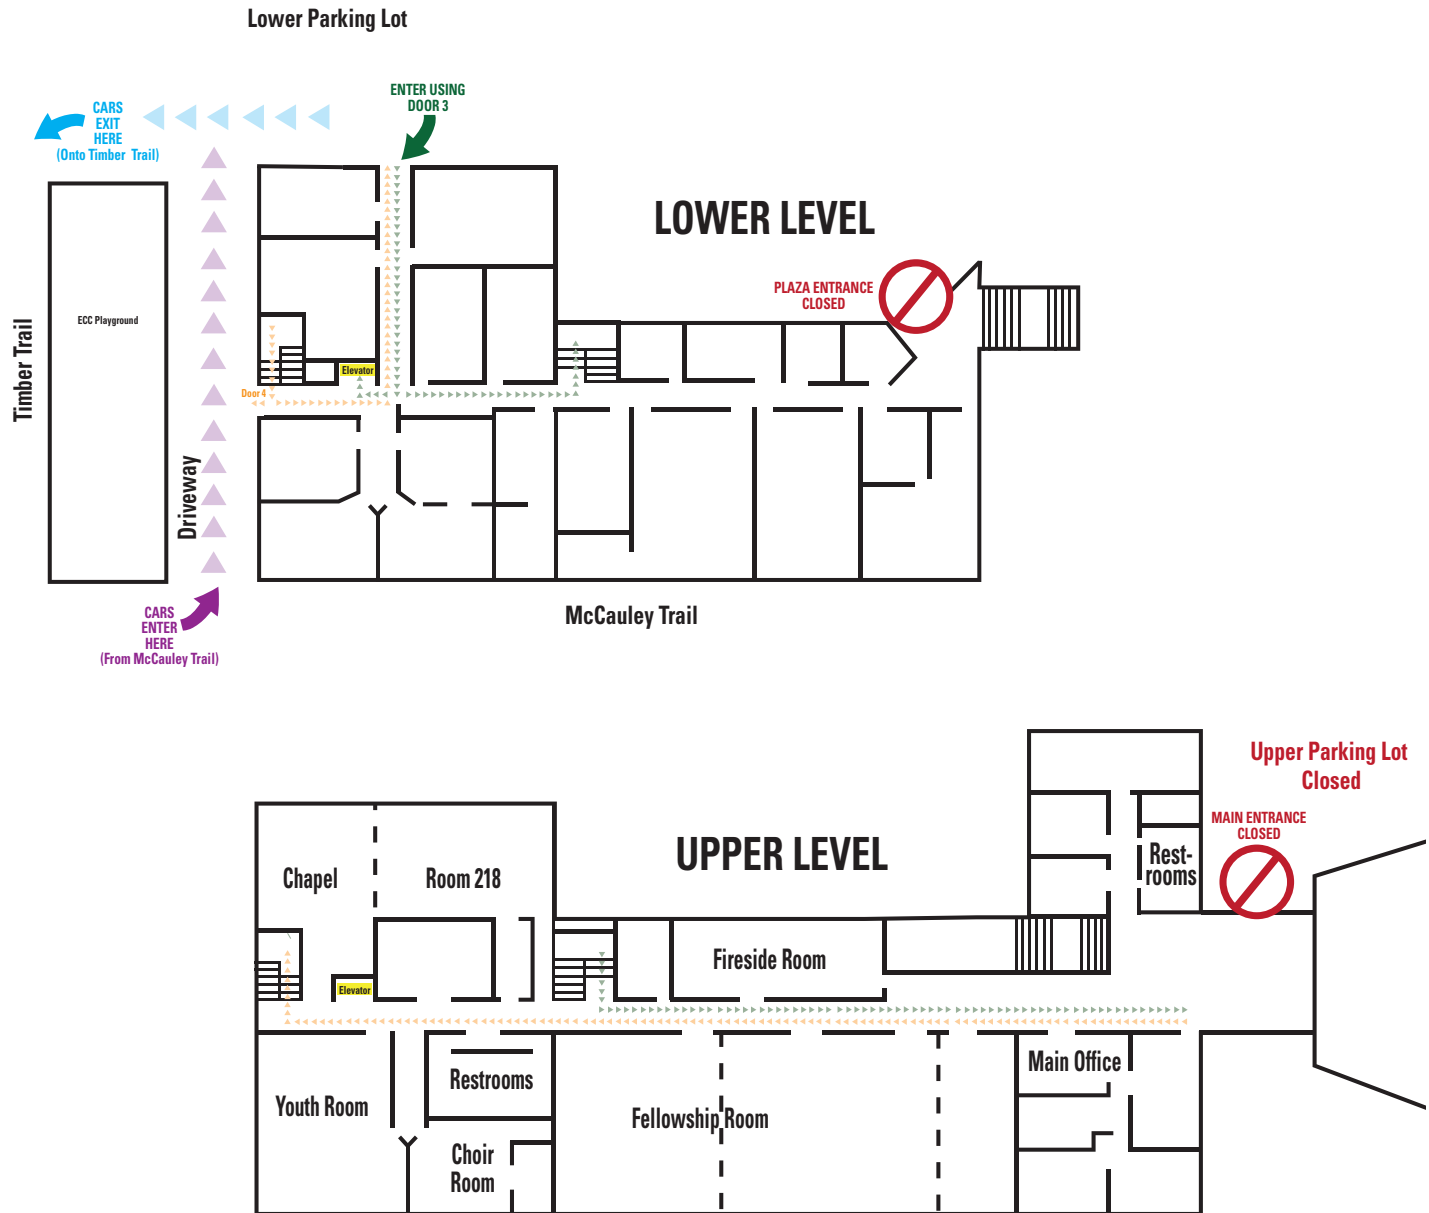 Lower Parking Lot
ENTER USING
DOOR 3
CARS
EXIT
HERE
(Onto Timber Trail)
LOWER LEVEL
PLAZA ENTRANCE
CLOSED
ECC Playground
Timber Trail
Elevator
Door 4
Driveway
CARS
ENTER
HERE
(From McCauley Trail)
McCauley Trail
Upper Parking Lot
Closed
MAIN ENTRANCE
CLOSED
UPPER LEVEL
Rest-
rooms
Chapel
Room 218
Fireside Room
Elevator
Main Office
Restrooms
Youth Room
Fellowship Room
Choir
Room